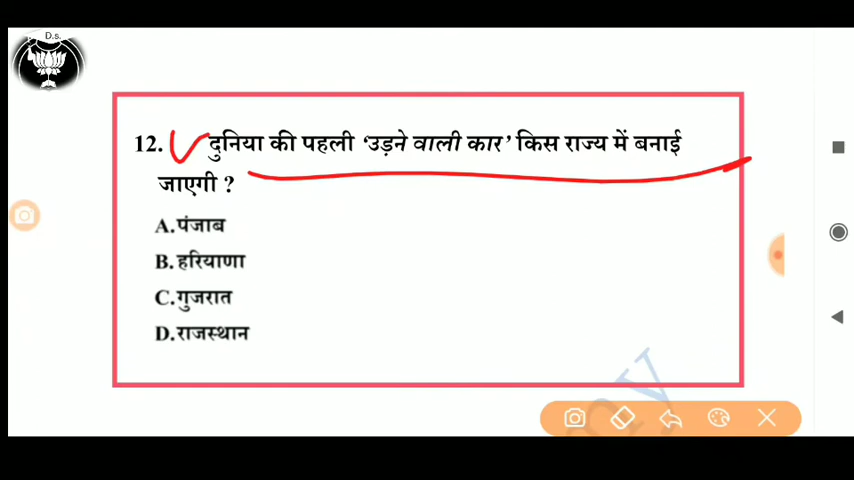 D.s.
12. दुनिया की पहली ‘उड़ने वाली कार’ किस राज्य में बनाई
जाएगी ?
A.पंजाब
B. हरियाणा
C.गुजरात
D.राजस्थान